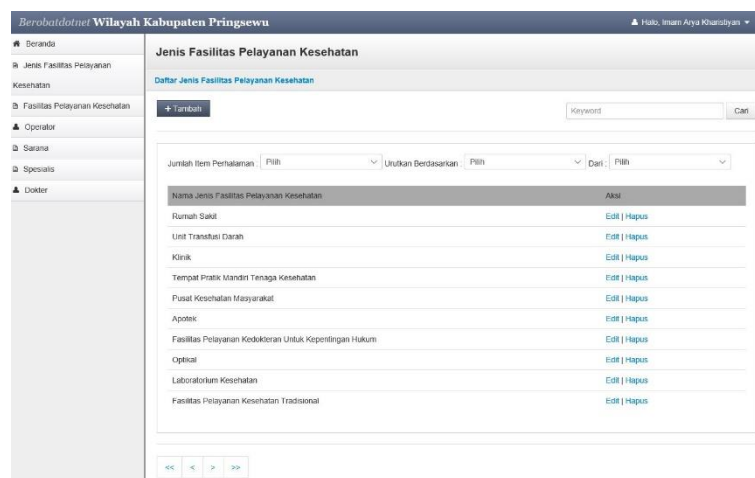 Berobatdotnet Wilayah Kabupaten Pringsewu
Halo, Imam Arya Kharistiyan
Beranda
Jenis Fasilitas Pelayanan
Kesehatan
Fasilitas Pelayanan Kesehatan
Operator
Sarana
Spesialis
Dokter
Jenis Fasilitas Pelayanan Kesehatan
Daftar Jenis Fasilitas Pelayanan Kesehatan
+ Tambah
Keyword
Cari
Jumlah Item Perhalaman : Pilih Urutkan Berdasarkan : Pilih Dari : Pilih
Nama Jenis Fasilitas Pelayanan Kesehatan Aksi
Rumah Sakit Edit | Hapus
Unit Transfusi Darah Edit | Hapus
Klinik Edit | Hapus
Tempat Pratik Mandiri Tenaga Kesehatan Edit | Hapus
Pusat Kesehatan Masyarakat Edit | Hapus
Apotek Edit | Hapus
Fasilitas Pelayanan Kedokteran Untuk Kepentingan Hukum Edit | Hapus
Optikal Edit | Hapus
Laboratorium Kesehatan Edit | Hapus
Fasilitas Pelayanan Kesehatan Tradisional Edit | Hapus
<< < > >>